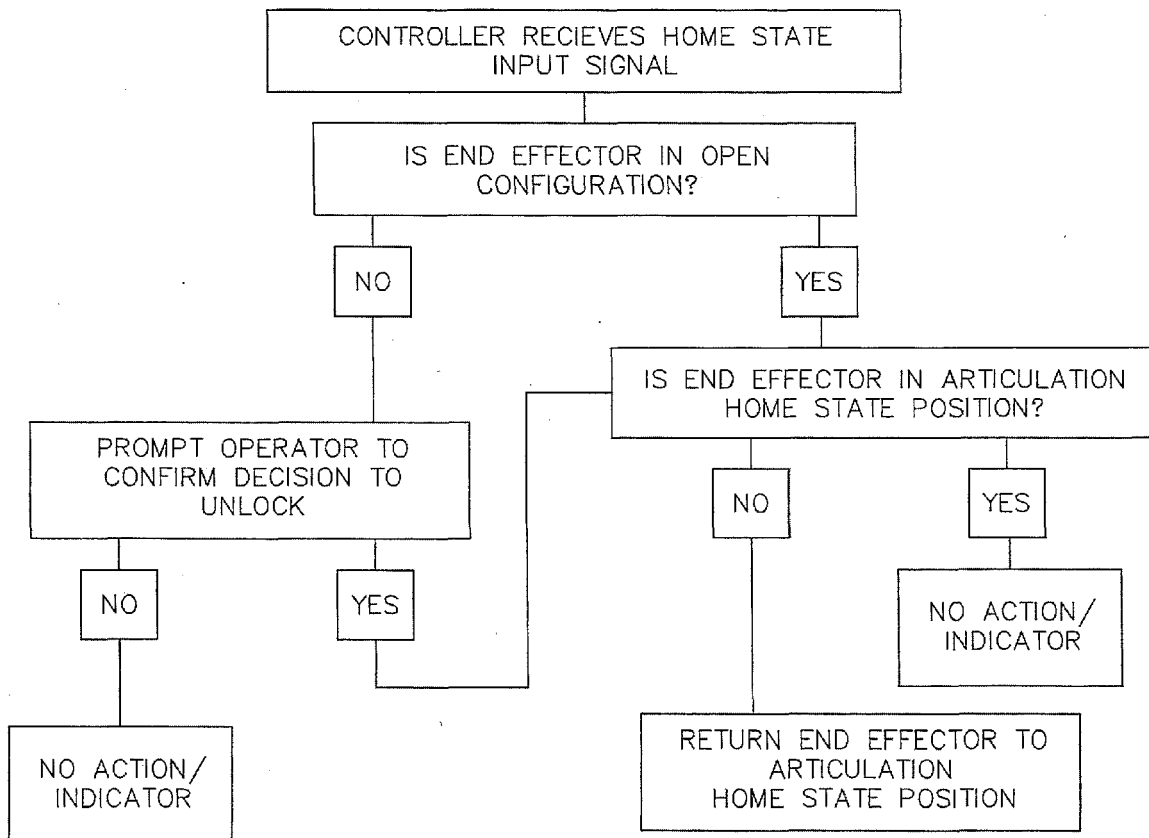 CONTROLLER RECIEVES HOME STATE
INPUT SIGNAL
IS END EFFECTOR IN OPEN
CONFIGURATION?
NO
YES
IS END EFFECTOR IN ARTICULATION
HOME STATE POSITION?
PROMPT OPERATOR TO
CONFIRM DECISION TO
UNLOCK
NO
YES
NO
YES
NO ACTION/
INDICATOR
NO ACTION/
INDICATOR
RETURN END EFFECTOR TO
ARTICULATION
HOME STATE POSITION